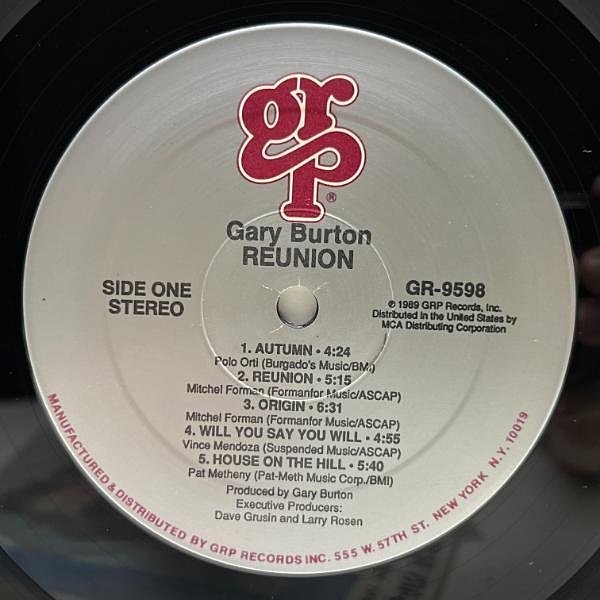 grp®
Gary Burton
REUNION
SIDE ONE
STEREO
GR-9598
℗ 1989 GRP Records, Inc.
Distributed in the United States by
MCA Distributing Corporation
1. AUTUMN • 4:24
Polo Orti (Burgado's Music/BMI)
2. REUNION • 5:15
Mitchel Forman (Formanfor Music/ASCAP)
3. ORIGIN • 6:31
Mitchel Forman (Formanfor Music/ASCAP)
4. WILL YOU SAY YOU WILL • 4:55
Vince Mendoza (Suspended Music/ASCAP)
5. HOUSE ON THE HILL • 5:40
Pat Metheny (Pat-Meth Music Corp./BMI)
Produced by Gary Burton
Executive Producers:
Dave Grusin and Larry Rosen
MANUFACTURED & DISTRIBUTED BY GRP RECORDS INC. 555 W. 57TH ST. NEW YORK N.Y. 10019